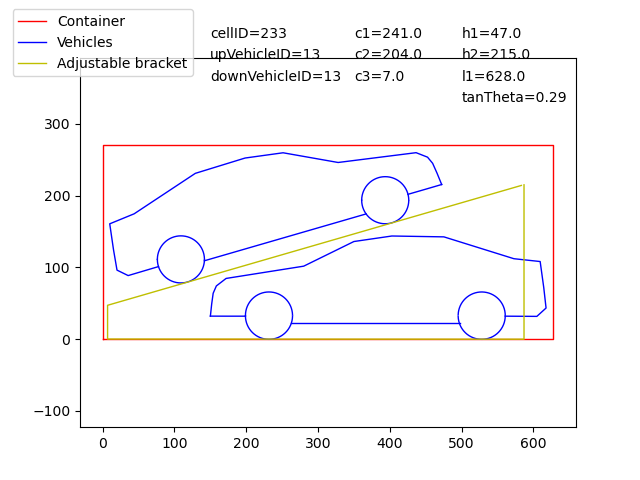 Container
Vehicles
Adjustable bracket
cellID=233 c1=241.0 h1=47.0
upVehicleID=13 c2=204.0 h2=215.0
downVehicleID=13 c3=7.0 l1=628.0
tanTheta=0.29
300
200
100
0
−100
0 100 200 300 400 500 600